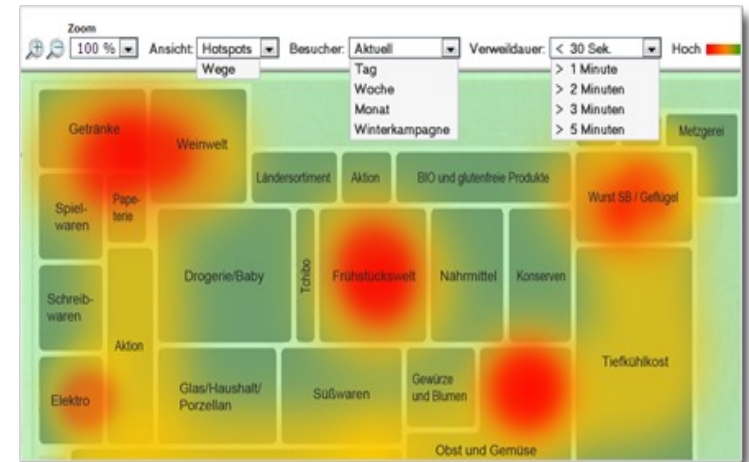 Zoom
100 % Ansicht: Hotspots Besucher: Aktuell Verweildauer: < 30 Sek. Hoch
Wege
Tag
Woche
Monat
Winterkampagne
> 1 Minute
> 2 Minuten
> 3 Minuten
> 5 Minuten
Getränke
Weinwelt
Metzgerei
Ländersortiment
Aktion
BIO und glutenfreie Produkte
Wurst SB / Geflügel
Spiel-
waren
Pape-
terie
Drogerie/Baby
Tchibo
Frühstückswelt
Nährmittel
Konserven
Schreib-
waren
Aktion
Tiefkühlkost
Elektro
Glas/Haushalt/
Porzellan
Süßwaren
Gewürze
und Blumen
Obst und Gemüse